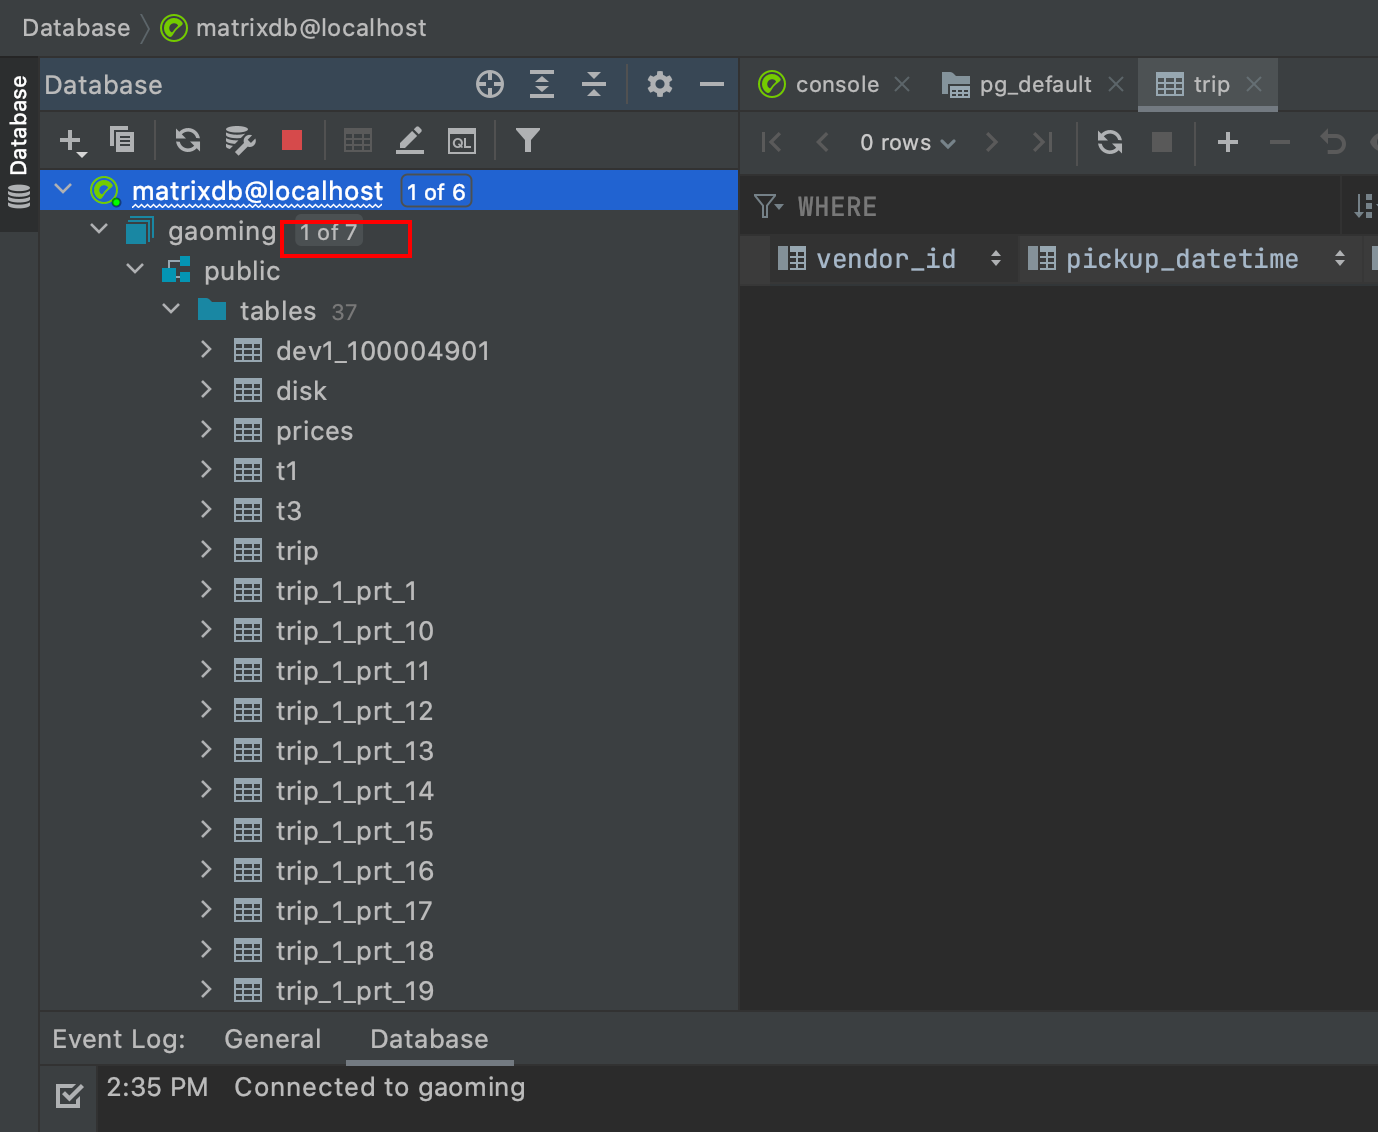 Database matrixdb@localhost
Database
Database
console
pg_default
trip
0 rows
QL
matrixdb@localhost 1 of 6
gaoming 1 of 7
public
tables 37
dev1_100004901
disk
prices
t1
t3
trip
trip_1_prt_1
trip_1_prt_10
trip_1_prt_11
trip_1_prt_12
trip_1_prt_13
trip_1_prt_14
trip_1_prt_15
trip_1_prt_16
trip_1_prt_17
trip_1_prt_18
trip_1_prt_19
WHERE
vendor_id pickup_datetime
Event Log: General Database
2:35 PM Connected to gaoming